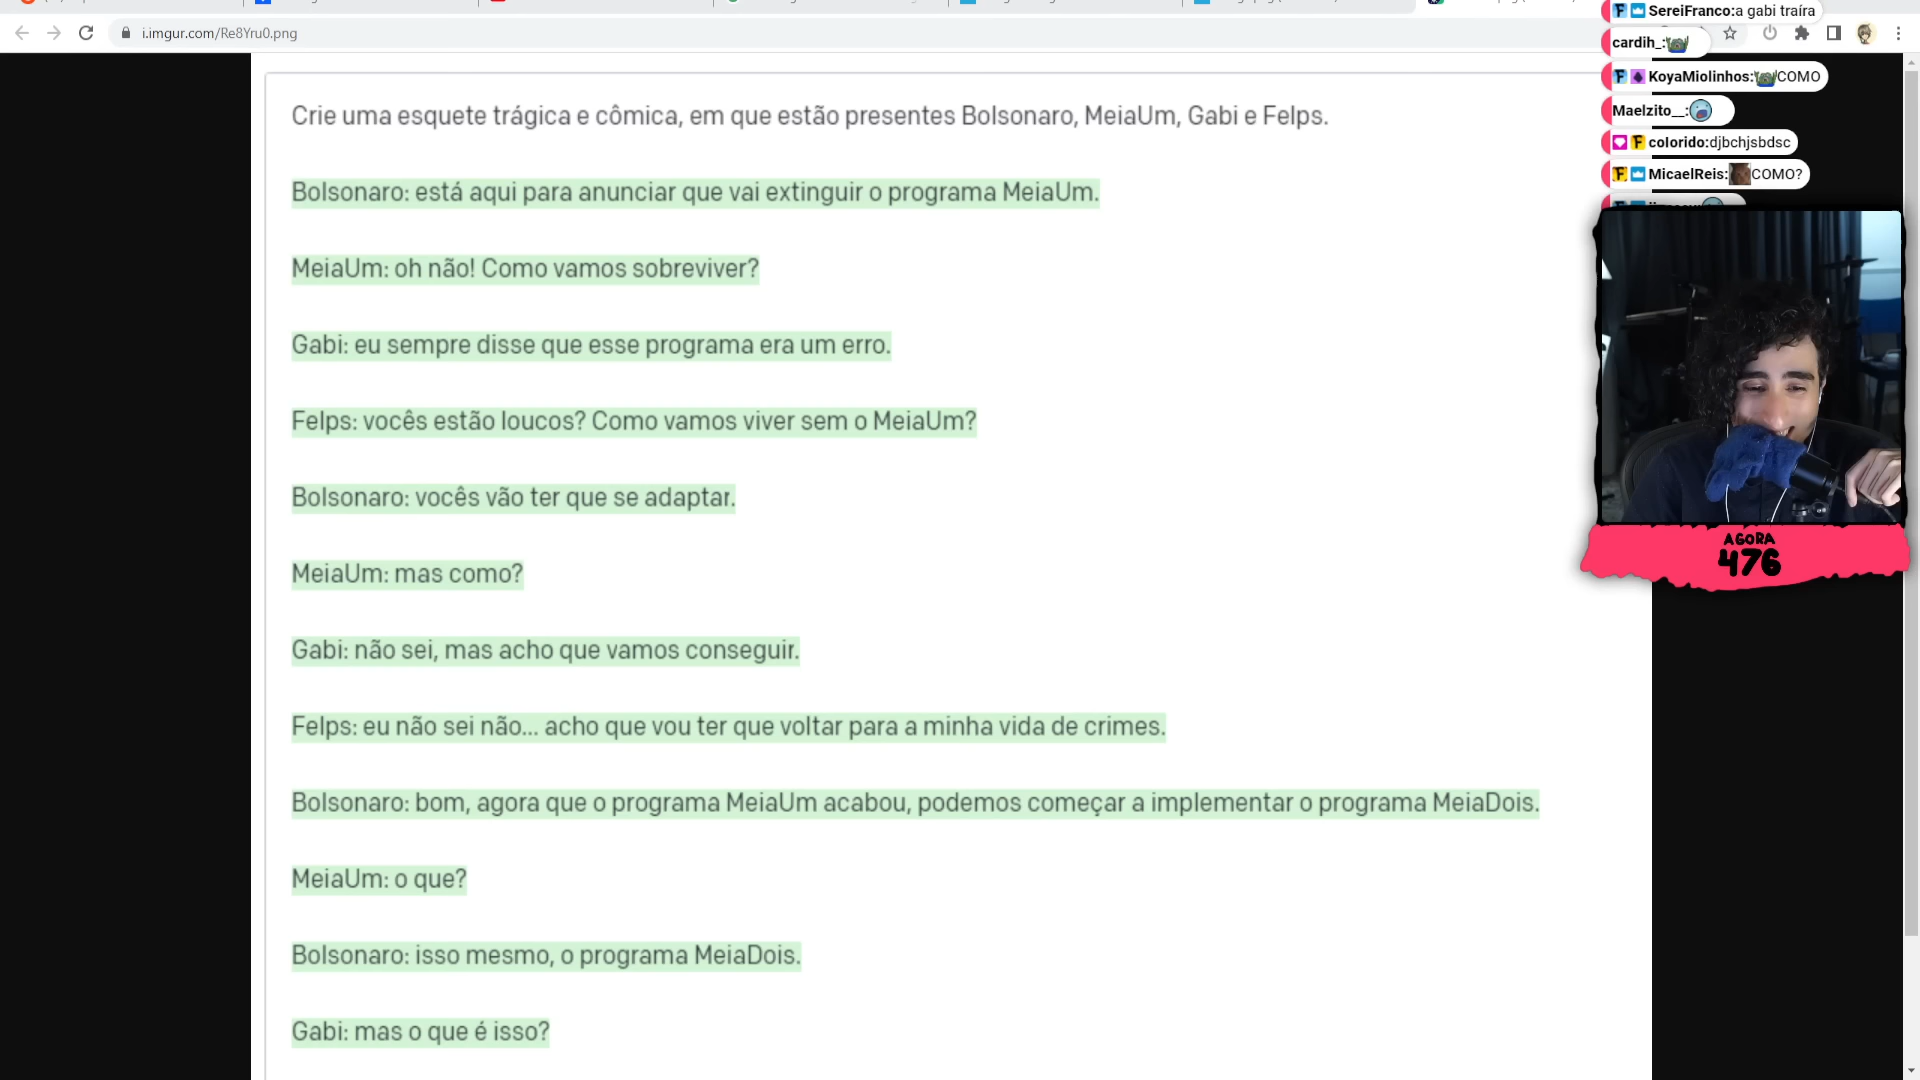 i.imgur.com/Re8Yru0.png
Crie uma esquete trágica e cômica, em que estão presentes Bolsonaro, MeiaUm, Gabi e Felps.
Bolsonaro: está aqui para anunciar que vai extinguir o programa MeiaUm.
MeiaUm: oh não! Como vamos sobreviver?
Gabi: eu sempre disse que esse programa era um erro.
Felps: vocês estão loucos? Como vamos viver sem o MeiaUm?
Bolsonaro: vocês vão ter que se adaptar.
MeiaUm: mas como?
Gabi: não sei, mas acho que vamos conseguir.
Felps: eu não sei não... acho que vou ter que voltar para a minha vida de crimes.
Bolsonaro: bom, agora que o programa MeiaUm acabou, podemos começar a implementar o programa MeiaDois.
MeiaUm: o que?
Bolsonaro: isso mesmo, o programa MeiaDois.
Gabi: mas o que é isso?
SereiFranco:a gabi traíra
cardih_:
KoyaMiolinhos:COMO
Maelzito__:
colorido:djbchjsbdsc
MicaelReis:COMO?
AGORA
476